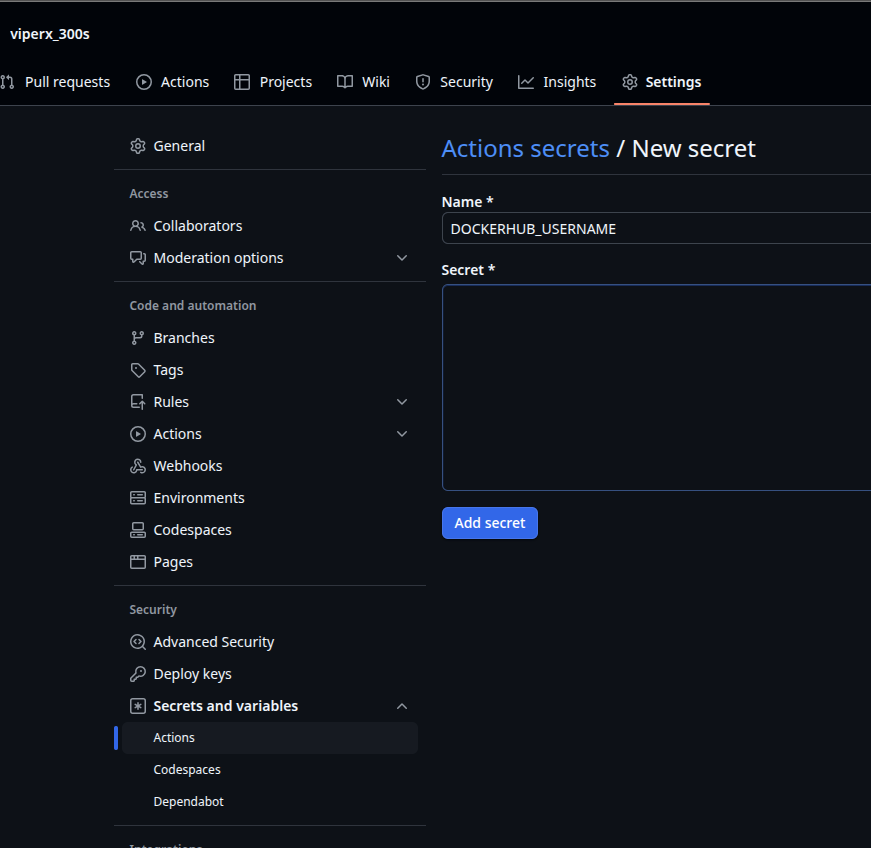 viperx_300s
Pull requests Actions Projects Wiki Security Insights Settings
General
Access
Collaborators
Moderation options
Code and automation
Branches
Tags
Rules
Actions
Webhooks
Environments
Codespaces
Pages
Security
Advanced Security
Deploy keys
Secrets and variables
Actions
Codespaces
Dependabot
Integrations
Actions secrets / New secret
Name *
DOCKERHUB_USERNAME
Secret *
Add secret